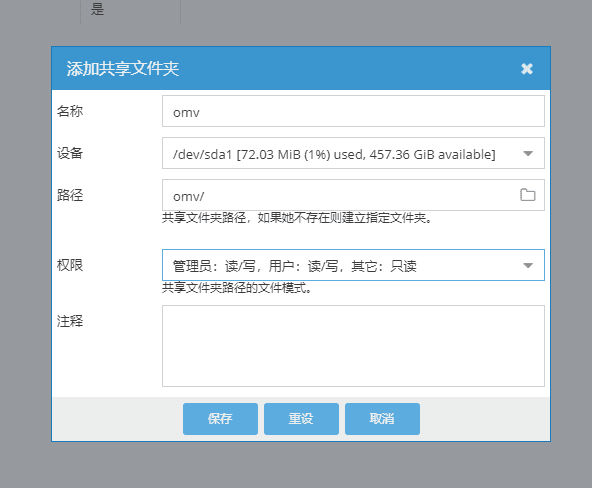 是
添加共享文件夹
名称 omv
设备 /dev/sda1 [72.03 MiB (1%) used, 457.36 GiB available]
路径 omv/
共享文件夹路径，如果她不存在则建立指定文件夹。
权限 管理员：读/写，用户：读/写，其它：只读
共享文件夹路径的文件模式。
注释
保存 重设 取消